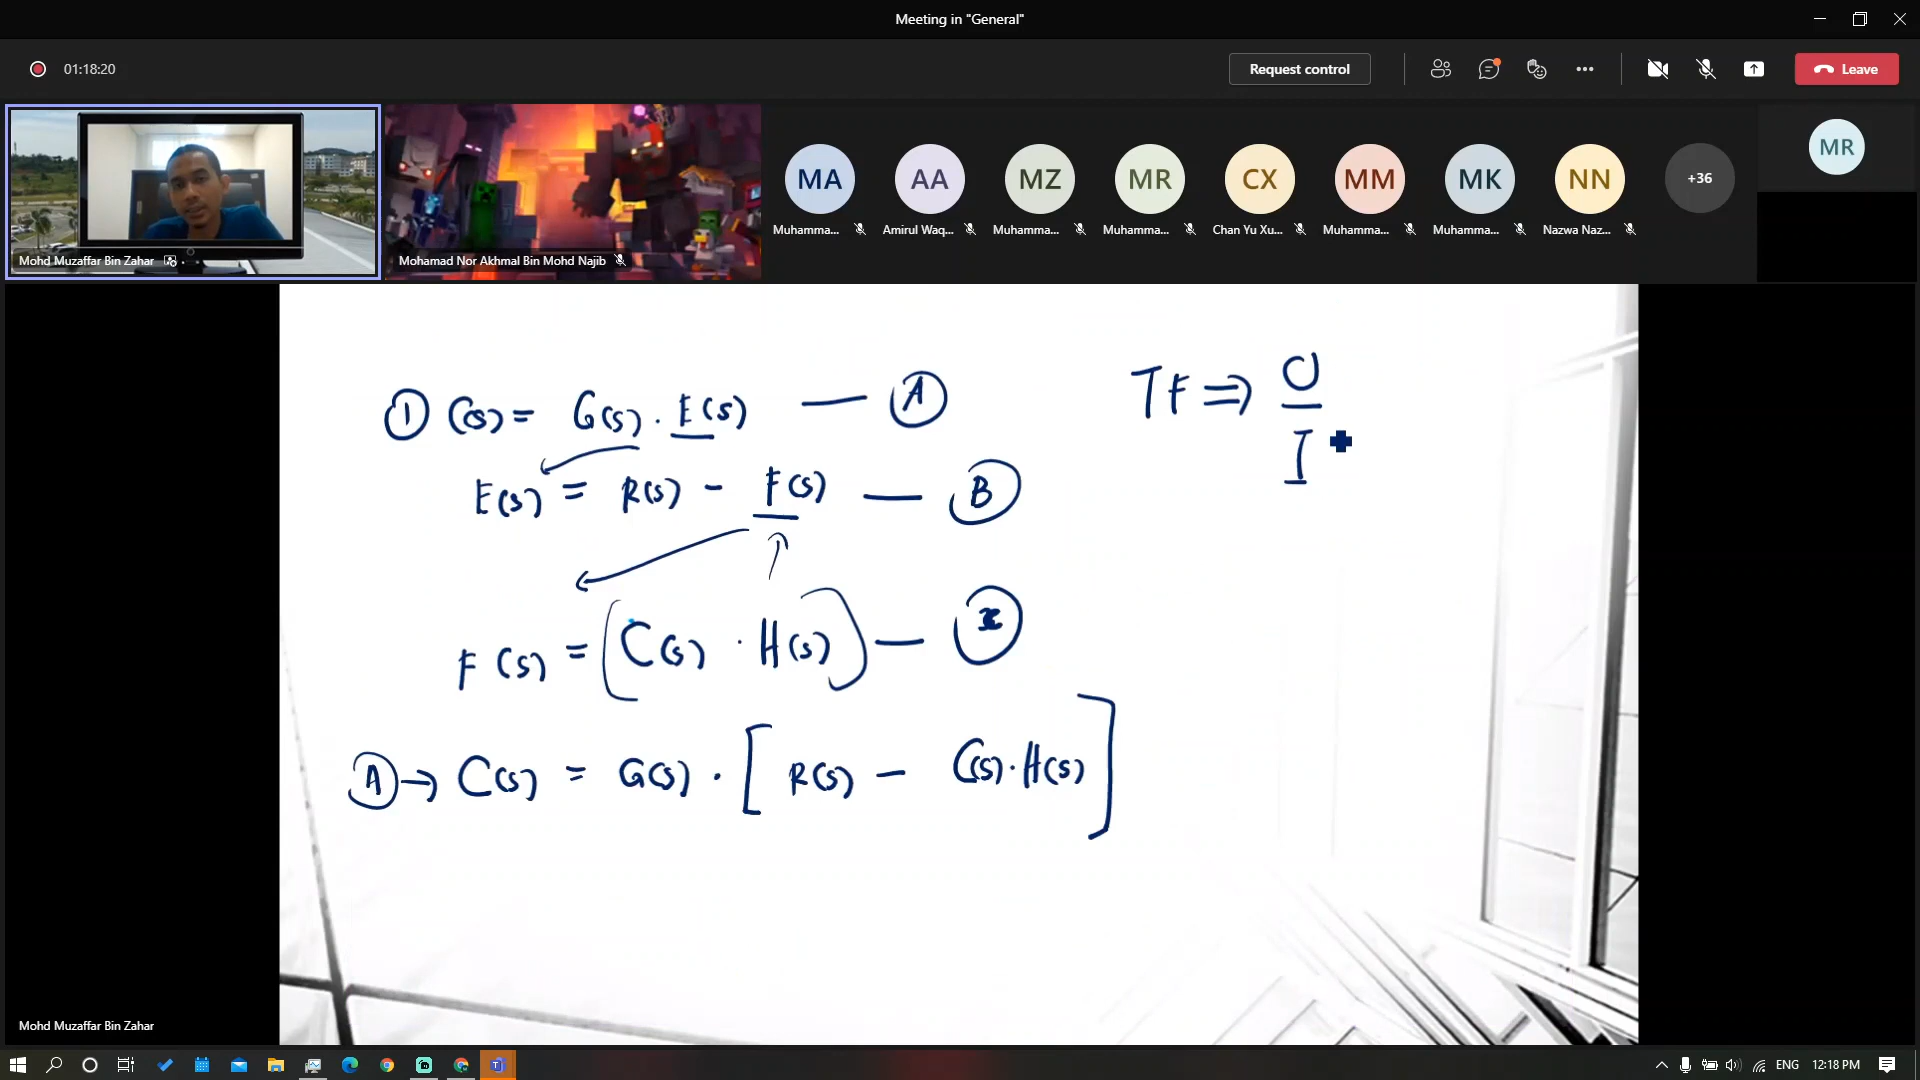 Meeting in "General"
01:18:20
Request control
Leave
MA
AA
MZ
MR
CX
MM
MK
NN
+36
MR
Mohd Muzaffar Bin Zahar
Mohamad Nor Akhmal Bin Mohd Najib
Muhamma...
Amirul Waq...
Muhamma...
Muhamma...
Chan Yu Xu...
Muhamma...
Muhamma...
Nazwa Naz...
① C(s) = G(s) . E(s) — Ⓐ
TF ⇒ O
I
E(s) = R(s) - F(s) — Ⓑ
F(s) = (C(s) · H(s)) —
Ⓐ → C(s) = G(s) · [ R(s) - C(s) · H(s) ]
Mohd Muzaffar Bin Zahar
ENG
12:18 PM